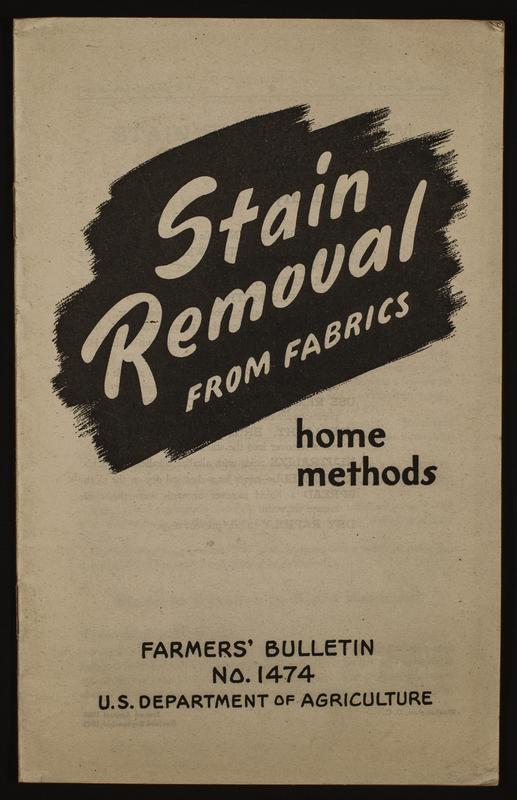 Stain
Removal
FROM FABRICS
home
methods
FARMERS' BULLETIN
NO. 1474
U.S. DEPARTMENT OF AGRICULTURE